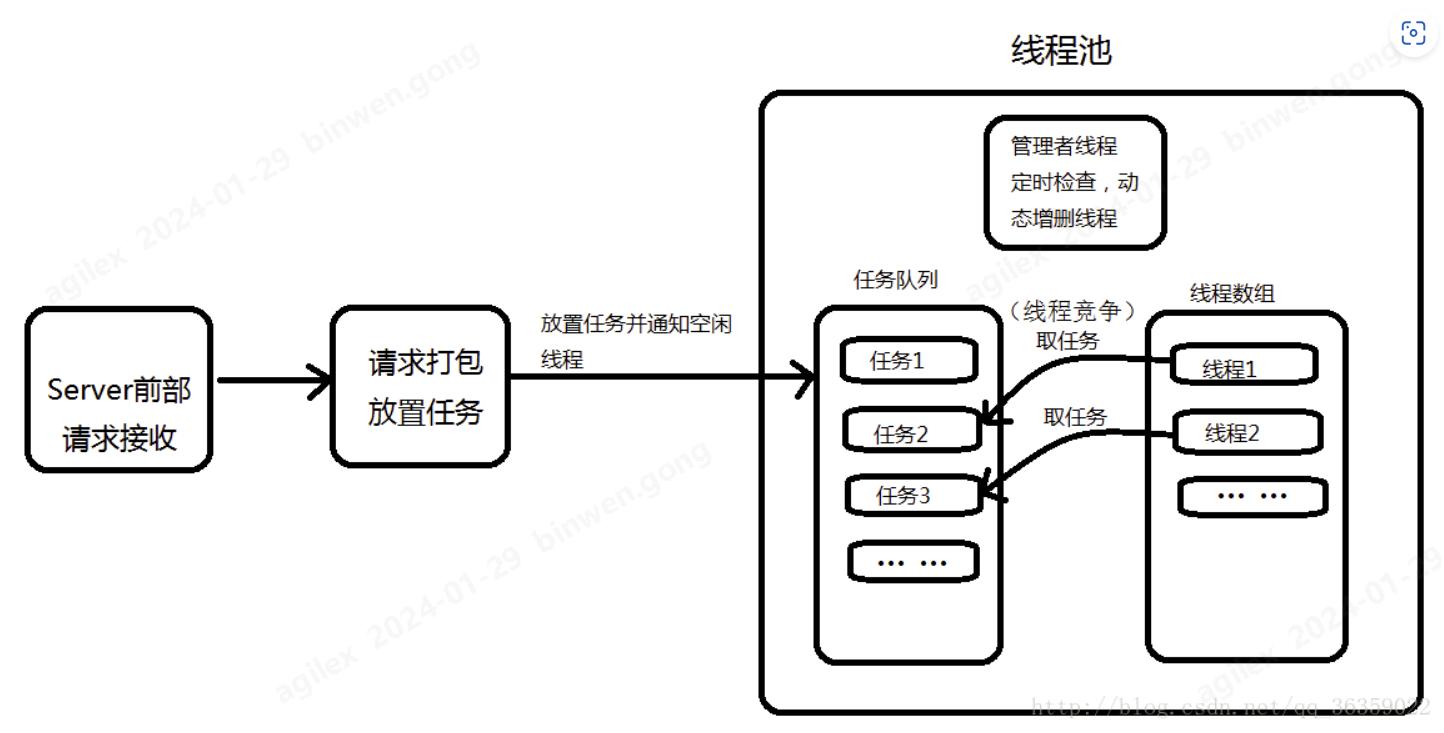 线程池
管理者线程
定时检查，动
态增删线程
Server前部
请求接收
请求打包
放置任务
放置任务并通知空闲
线程
任务队列
任务1
任务2
任务3
... ...
（线程竞争）
取任务
取任务
线程数组
线程1
线程2
... ...
agilex 2024-01-29 binwen.gong
agilex 2024-01-29 binwen.gong
agilex 2024-01-29 binwen.gong
agilex 2024-01-29
http://blog.csdn.net/qq_36359022